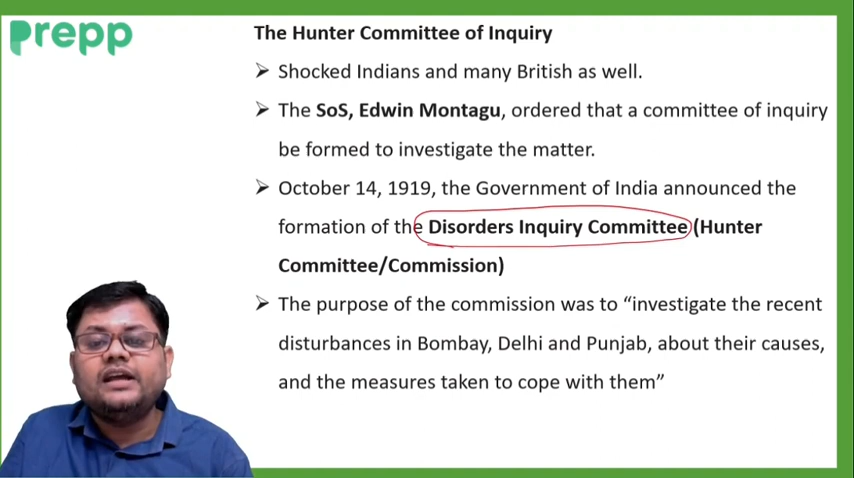 prepp
The Hunter Committee of Inquiry
➢ Shocked Indians and many British as well.
➢ The SoS, Edwin Montagu, ordered that a committee of inquiry
be formed to investigate the matter.
➢ October 14, 1919, the Government of India announced the
formation of the Disorders Inquiry Committee (Hunter
Committee/Commission)
➢ The purpose of the commission was to “investigate the recent
disturbances in Bombay, Delhi and Punjab, about their causes,
and the measures taken to cope with them”